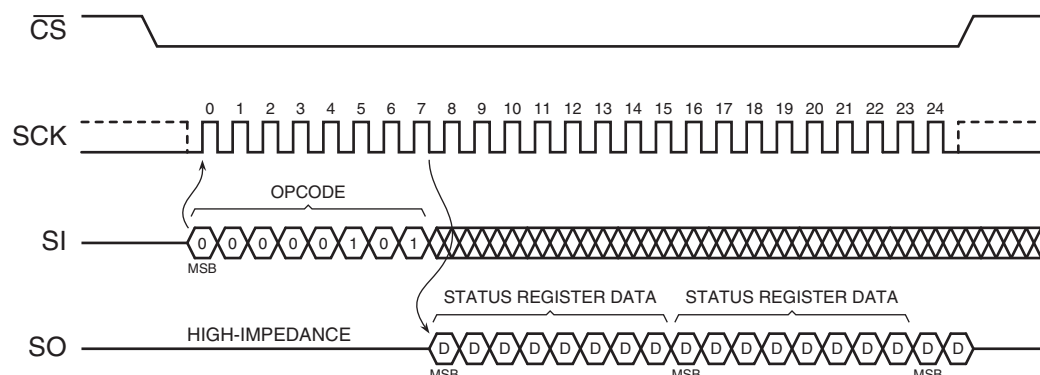 CS
0 1 2 3 4 5 6 7 8 9 10 11 12 13 14 15 16 17 18 19 20 21 22 23 24
SCK
OPCODE
SI 0 0 0 0 0 1 0 1
MSB
STATUS REGISTER DATA STATUS REGISTER DATA
HIGH-IMPEDANCE
SO D D D D D D D D D D D D D D D D D D
MSB MSB MSB